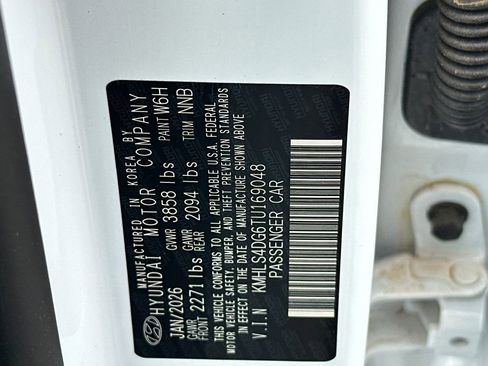 MANUFACTURED IN KOREA BY
HYUNDAI MOTOR COMPANY
JAN/2026 GVWR 3858 lbs PAINT W6H
GAWR FRONT 2271 lbs GAWR REAR 2094 lbs TRIM NNB
THIS VEHICLE CONFORMS TO ALL APPLICABLE U.S.A. FEDERAL
MOTOR VEHICLE SAFETY, BUMPER, AND THEFT PREVENTION STANDARDS
IN EFFECT ON THE DATE OF MANUFACTURE SHOWN ABOVE
V.I.N KMHLS4DG6TU169048
PASSENGER CAR